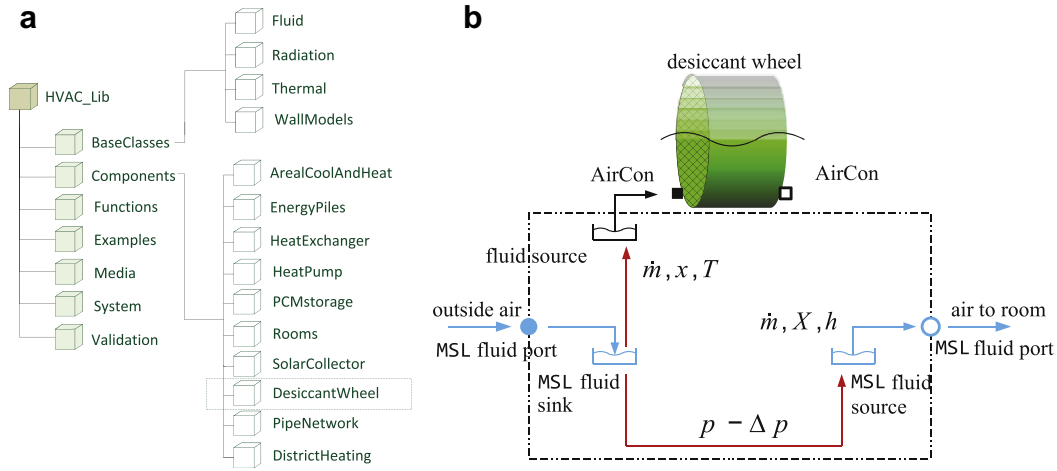 a
HVAC_Lib
BaseClasses
Components
Functions
Examples
Media
System
Validation
Fluid
Radiation
Thermal
WallModels
ArealCoolAndHeat
EnergyPiles
HeatExchanger
HeatPump
PCMstorage
Rooms
SolarCollector
DesiccantWheel
PipeNetwork
DistrictHeating
b
desiccant wheel
AirCon
AirCon
fluid source
ṁ, x, T
outside air
MSL fluid port
MSL fluid
sink
ṁ, X, h
MSL fluid
source
air to room
MSL fluid port
p − Δ p